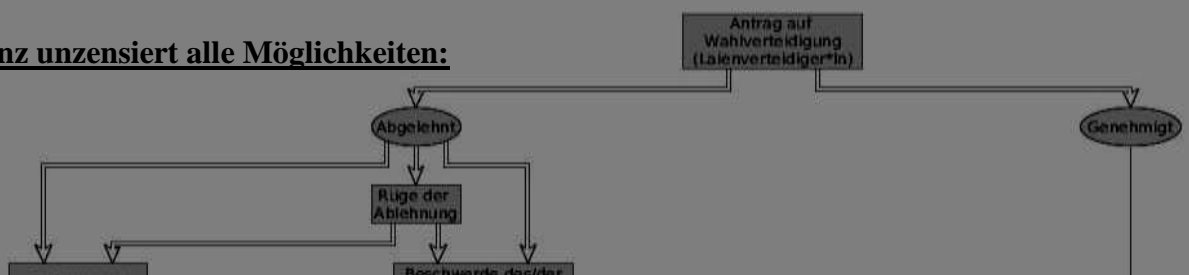 nz unzensiert alle Möglichkeiten:
Antrag auf
Wahlverteidigung
(Laienverteidiger*in)
Abgelehnt
Genehmigt
Rüge der
Ablehnung
Beschwerde des/der